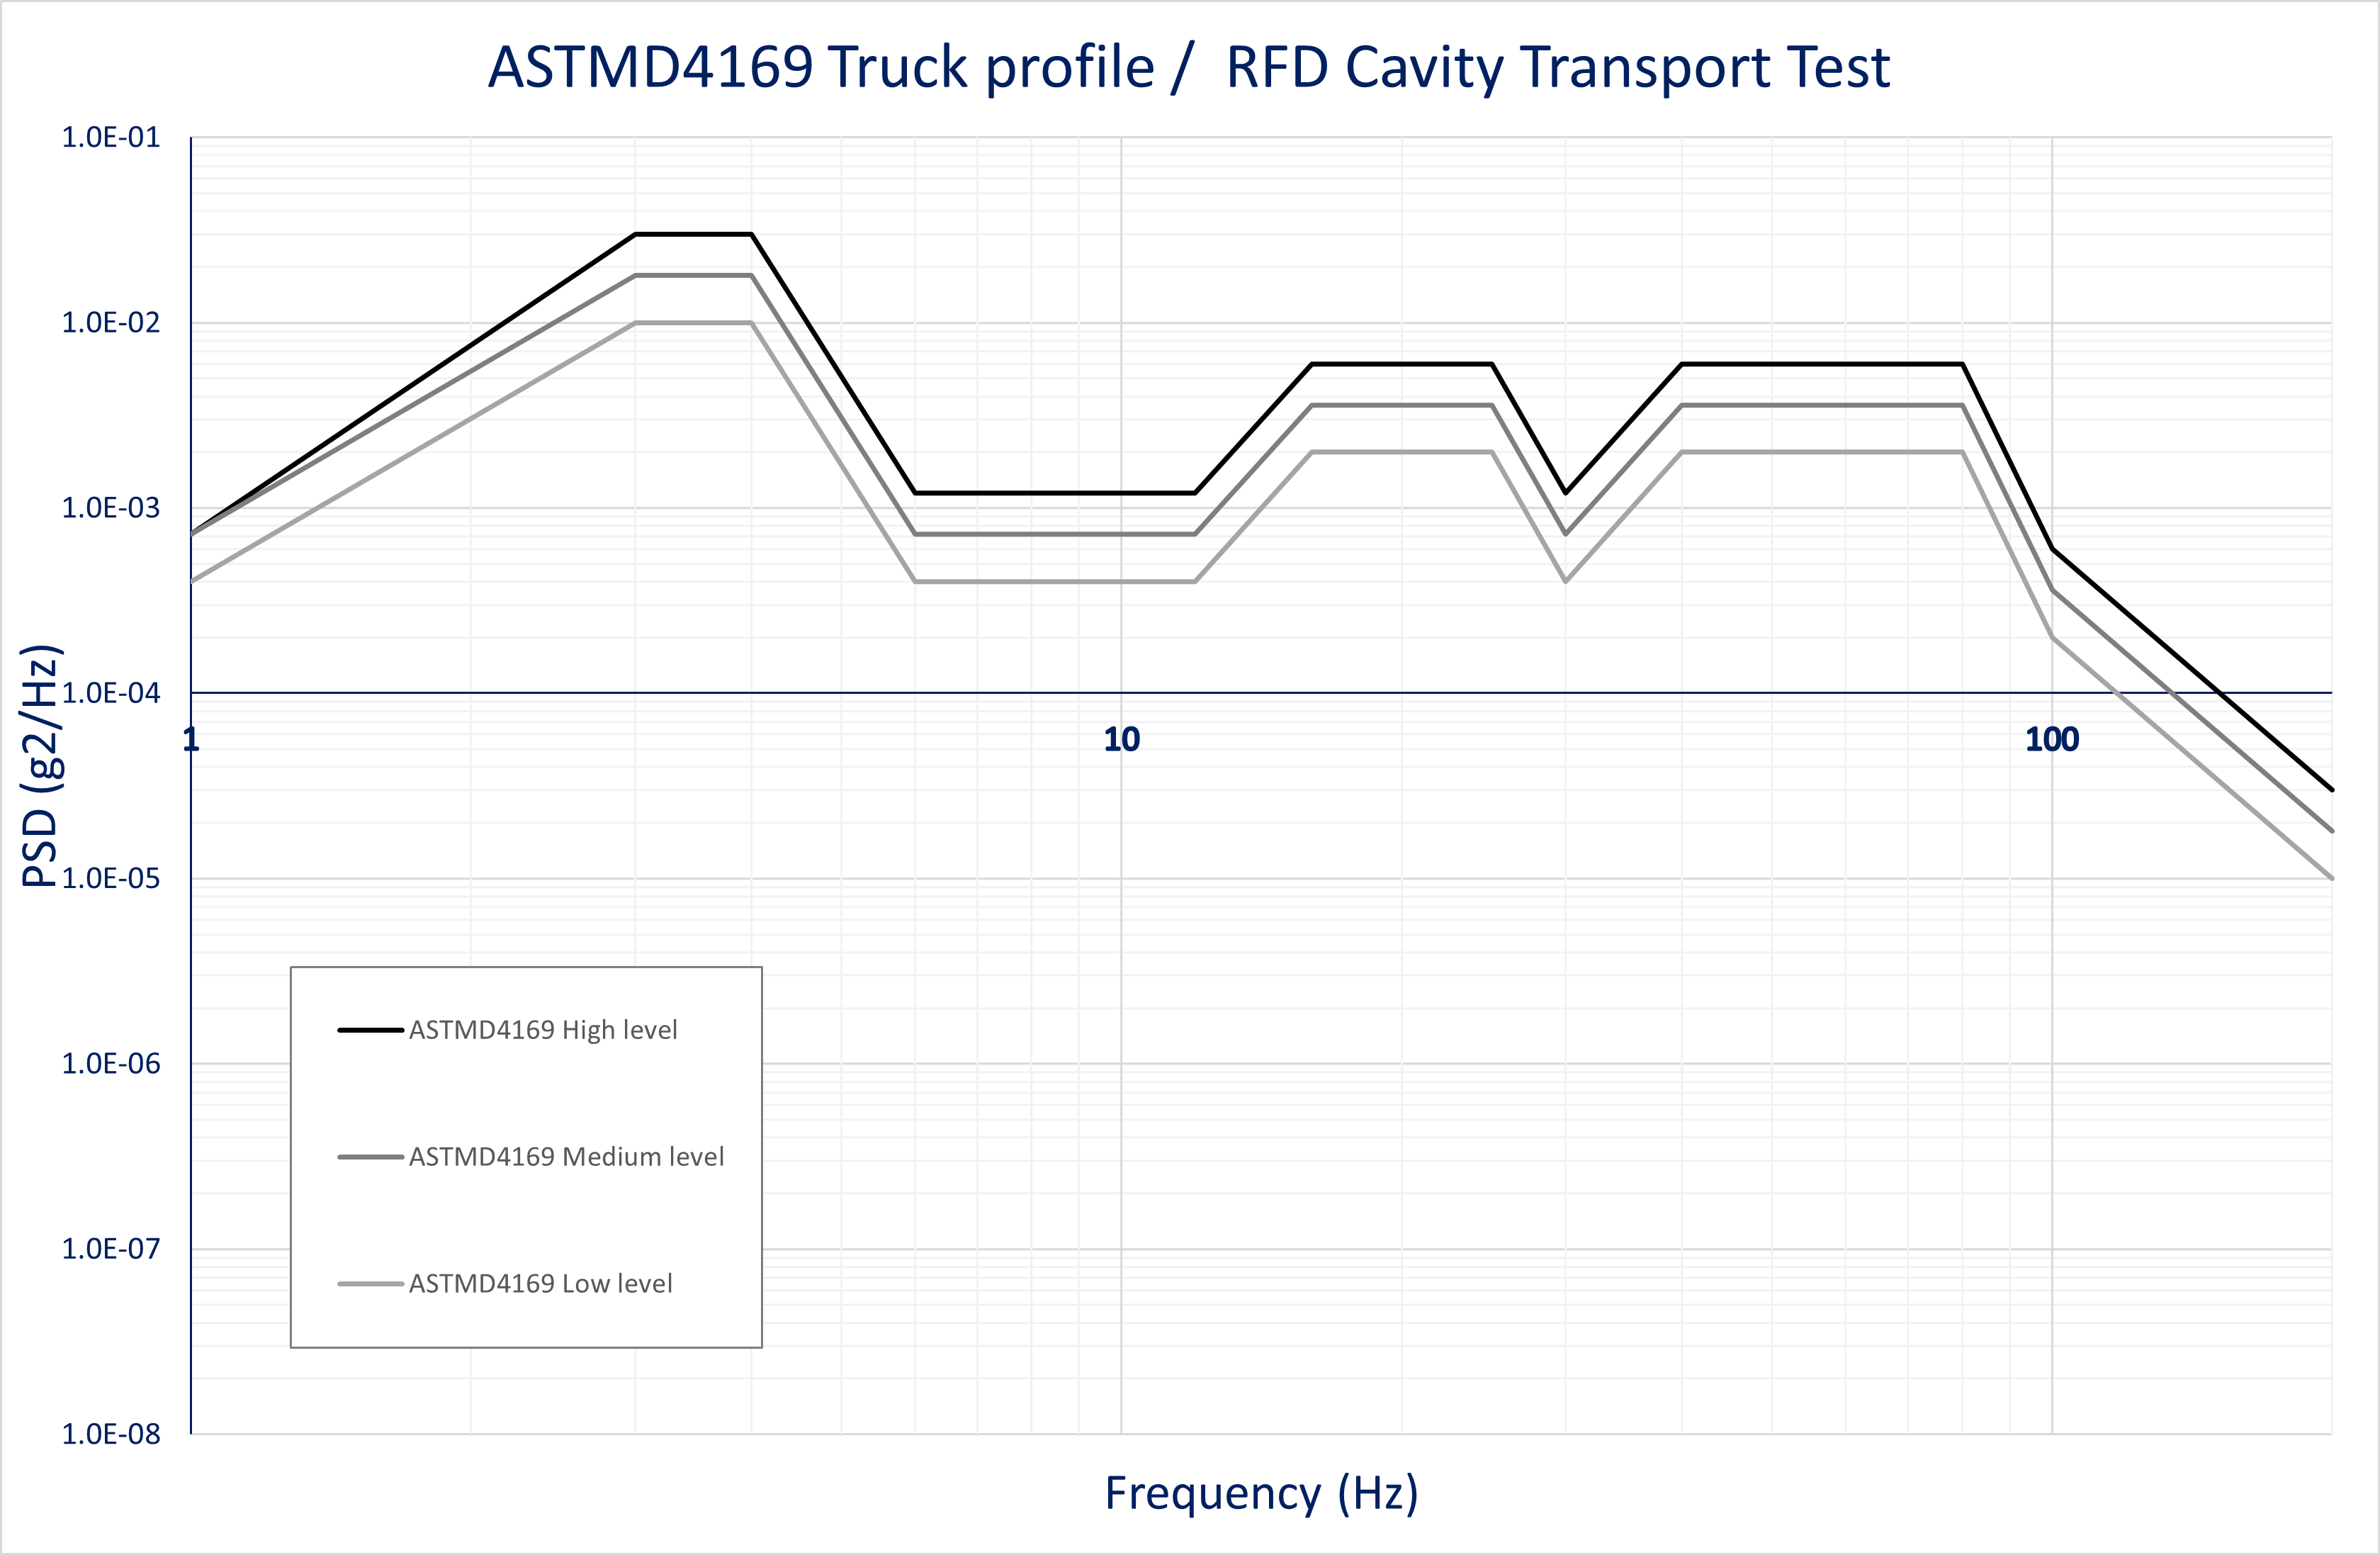 ASTMD4169 Truck profile / RFD Cavity Transport Test
1.0E-01
1.0E-02
1.0E-03
1.0E-04
1.0E-05
1.0E-06
1.0E-07
1.0E-08
PSD (g2/Hz)
1
10
100
ASTMD4169 High level
ASTMD4169 Medium level
ASTMD4169 Low level
Frequency (Hz)